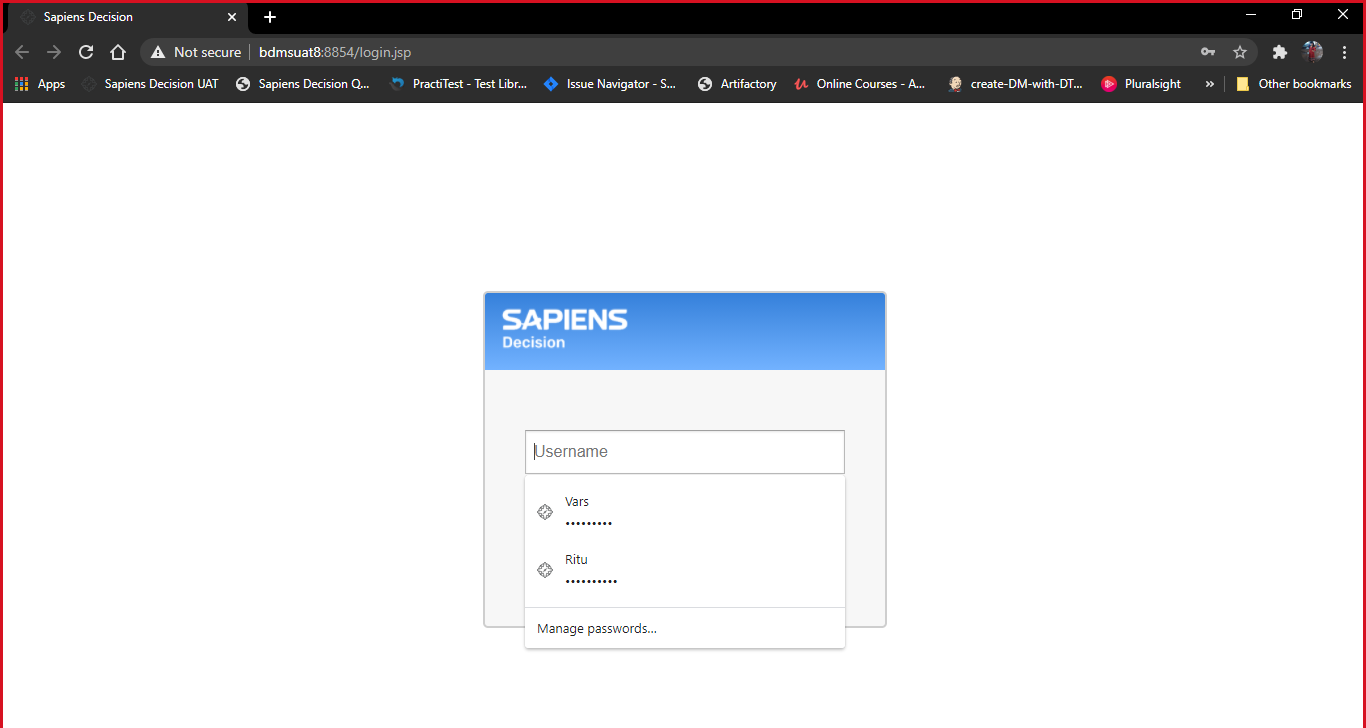 Sapiens Decision
Not secure bdmsuat8:8854/login.jsp
Apps Sapiens Decision UAT Sapiens Decision Q... PractiTest - Test Libr... Issue Navigator - S... Artifactory Online Courses - A... create-DM-with-DT... Pluralsight » Other bookmarks
SAPIENS
Decision
Username
Vars
•••••••••
Ritu
••••••••••
Manage passwords...